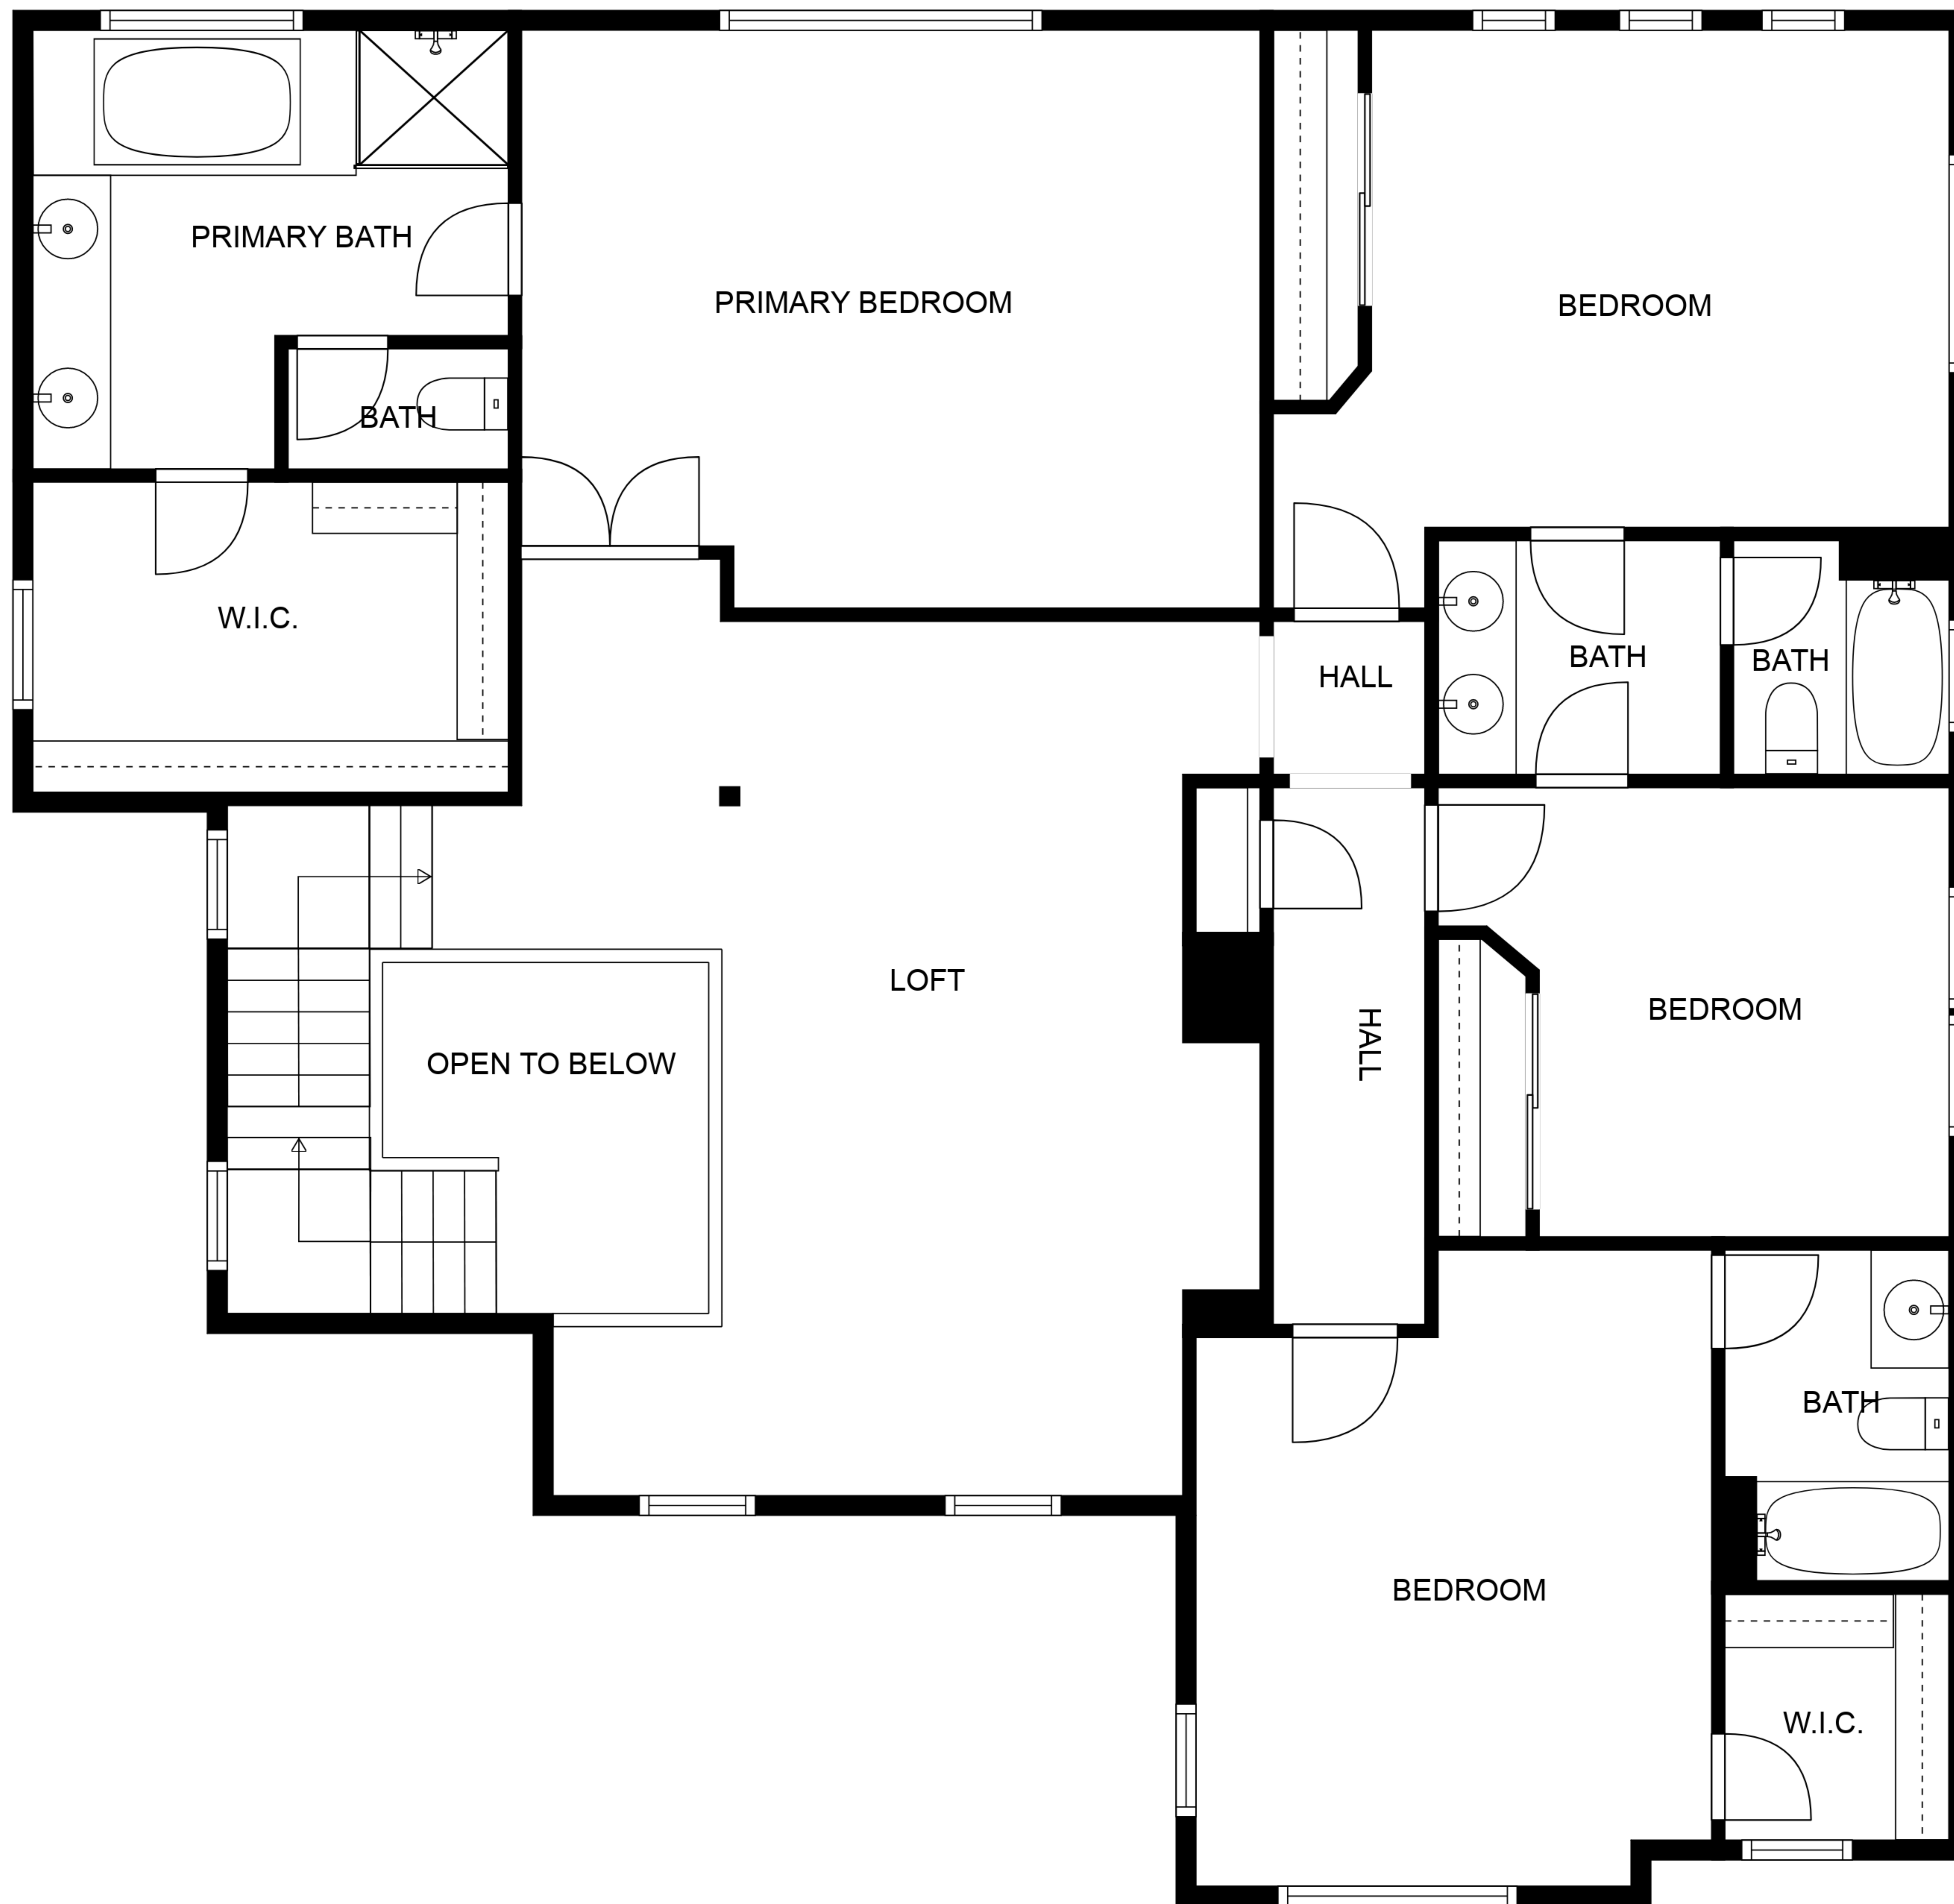 PRIMARY BATH
PRIMARY BEDROOM
BEDROOM
BATH
W.I.C.
HALL
BATH
BATH
LOFT
OPEN TO BELOW
HALL
BEDROOM
BATH
BEDROOM
W.I.C.